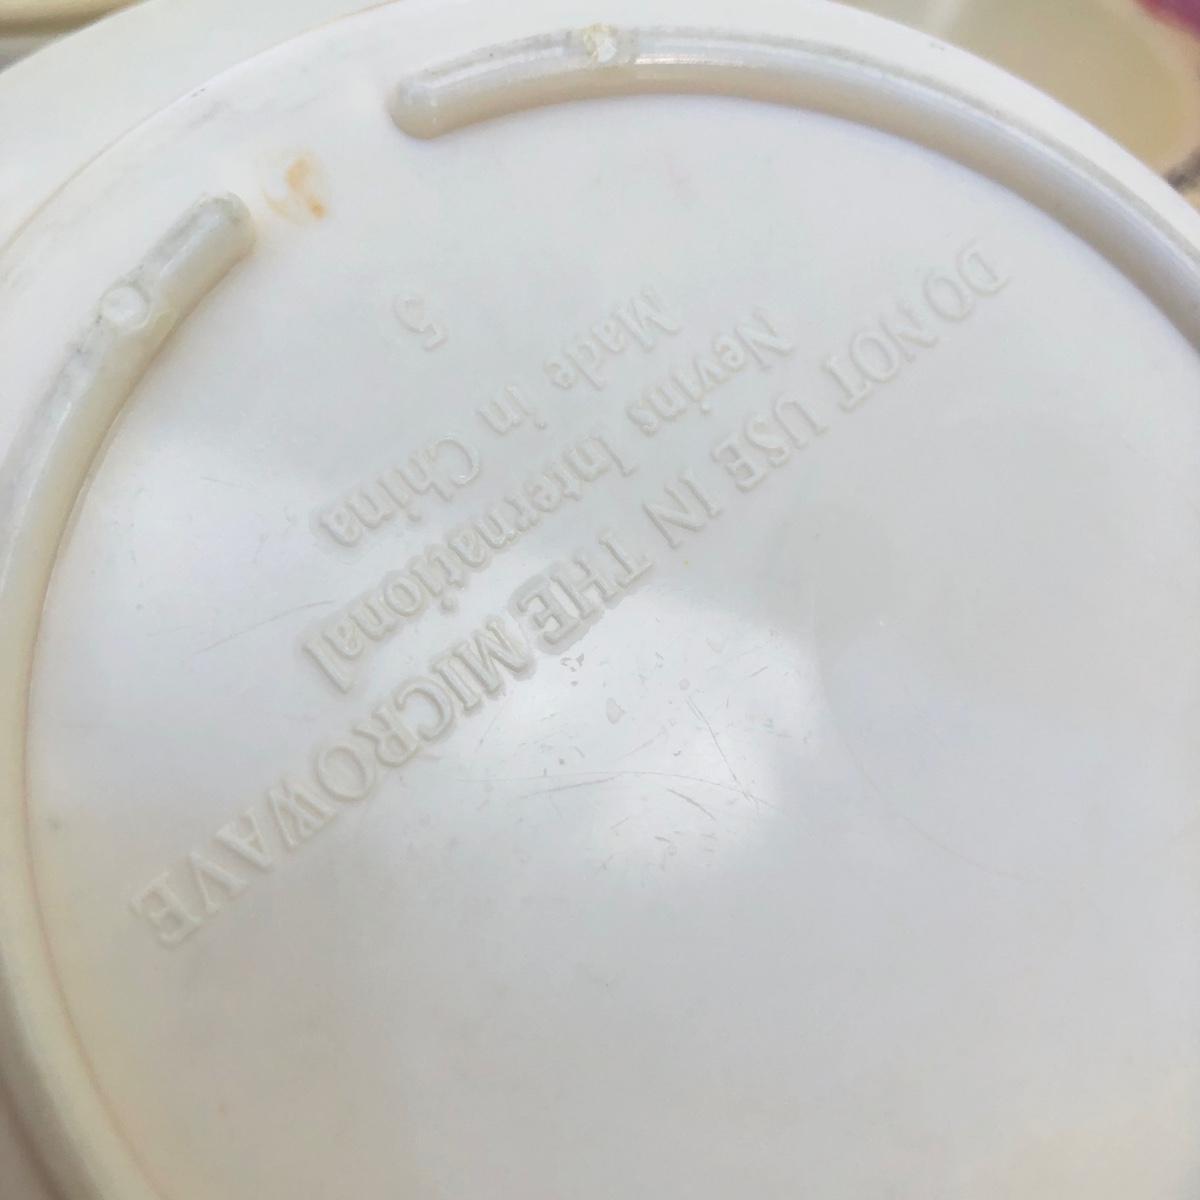 DO NOT USE IN THE MICROWAVE
Nevins International
Made in China
5